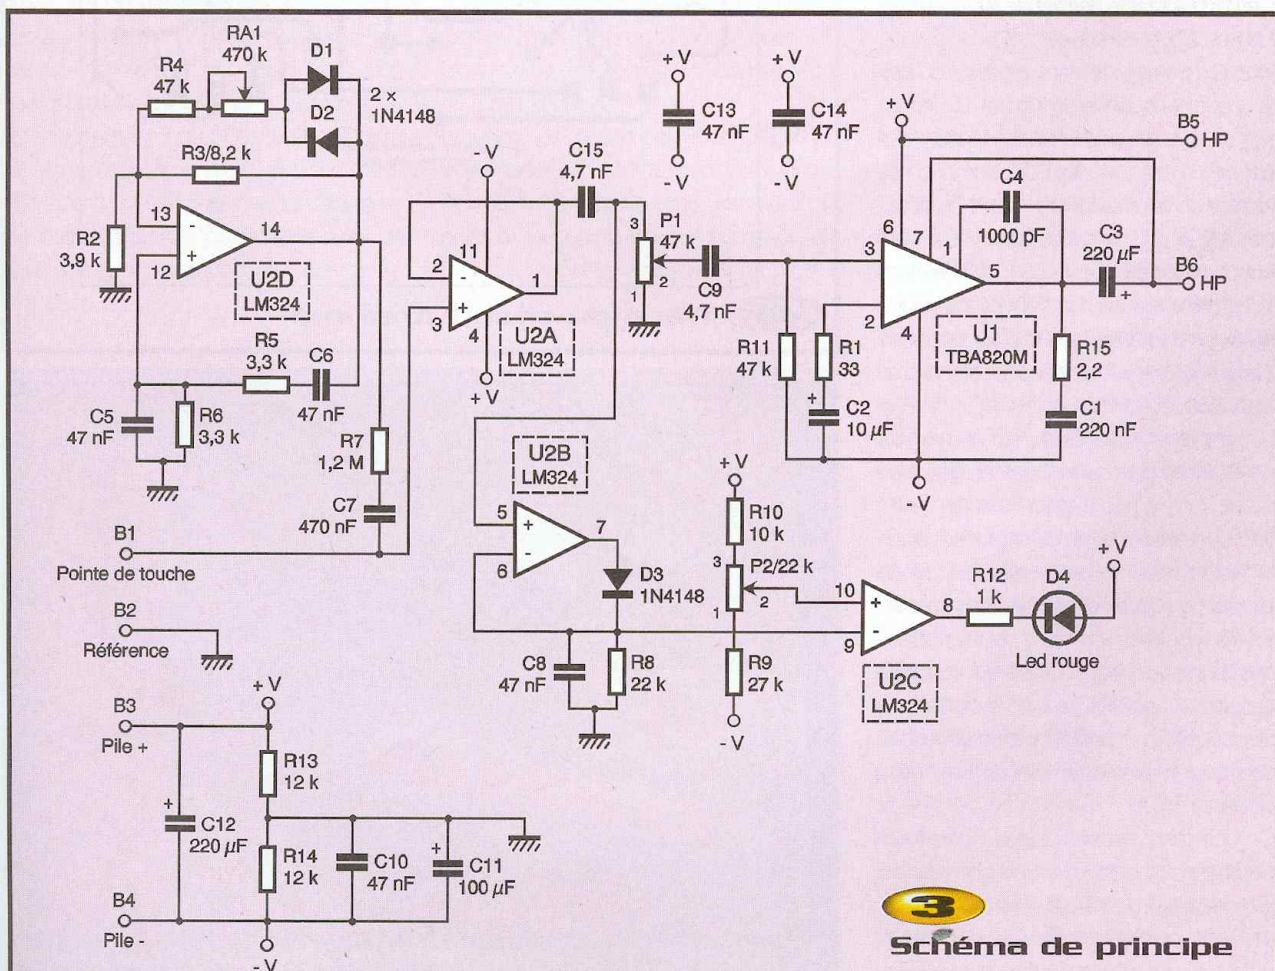 RA1
470 k
R4
47 k
D1
D2
2 ×
1N4148
R3/8,2 k
R2
3,9 k
13
-
12
+
14
U2D
LM324
R5
3,3 k
C6
47 nF
C5
47 nF
R6
3,3 k
R7
1,2 M
C7
470 nF
B1
Pointe de touche
B2
Référence
- V
C15
4,7 nF
11
2
-
+
3
4
1
U2A
LM324
+ V
+ V
C13
47 nF
- V
+ V
C14
47 nF
- V
3
P1
47 k
1
2
C9
4,7 nF
+ V
B5
HP
C4
1000 pF
C3
220 µF
+
B6
HP
6
7
1
3
2
4
5
U1
TBA820M
R11
47 k
R1
33
+
C2
10 µF
R15
2,2
C1
220 nF
- V
U2B
LM324
5
+
-
6
7
D3
1N4148
C8
47 nF
R8
22 k
+ V
R10
10 k
3
P2/22 k
1
2
R9
27 k
- V
10
+
-
9
8
U2C
LM324
R12
1 k
D4
+ V
Led rouge
B3
Pile +
+ V
R13
12 k
+
C12
220 µF
R14
12 k
C10
47 nF
+
C11
100 µF
B4
Pile -
- V
3
Schéma de principe